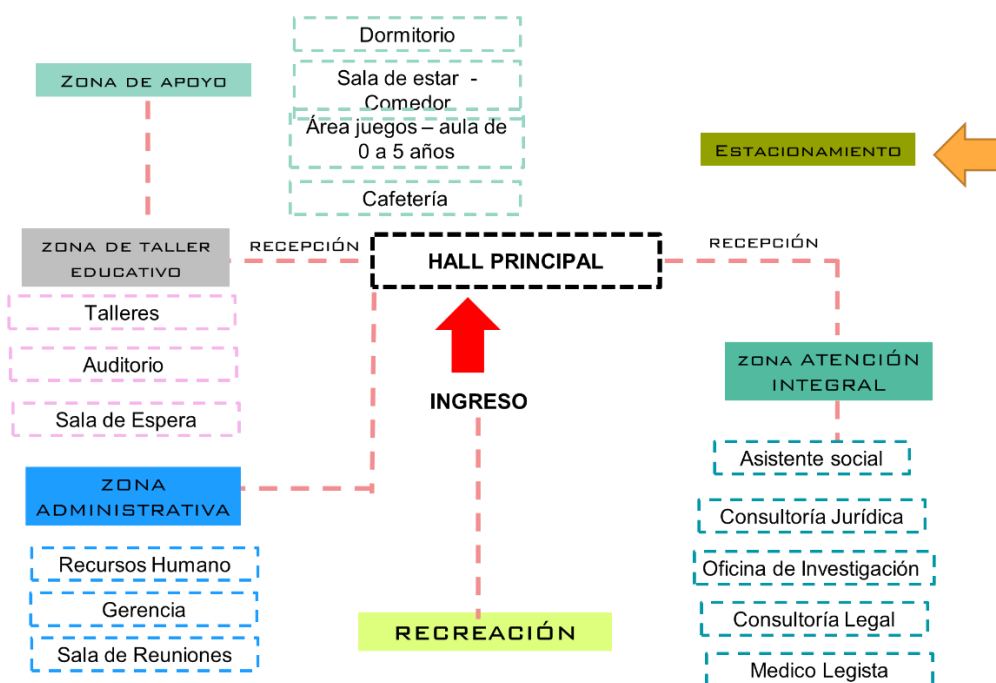 Dormitorio
ZONA DE APOYO
Sala de estar -
Comedor
Área juegos – aula de
0 a 5 años
ESTACIONAMIENTO
Cafetería
ZONA DE TALLER
EDUCATIVO
RECEPCIÓN
HALL PRINCIPAL
RECEPCIÓN
Talleres
Auditorio
Sala de Espera
INGRESO
ZONA ATENCIÓN
INTEGRAL
Asistente social
ZONA
ADMINISTRATIVA
Consultoría Jurídica
Recursos Humano
Oficina de Investigación
Gerencia
Consultoría Legal
Sala de Reuniones
RECREACIÓN
Medico Legista